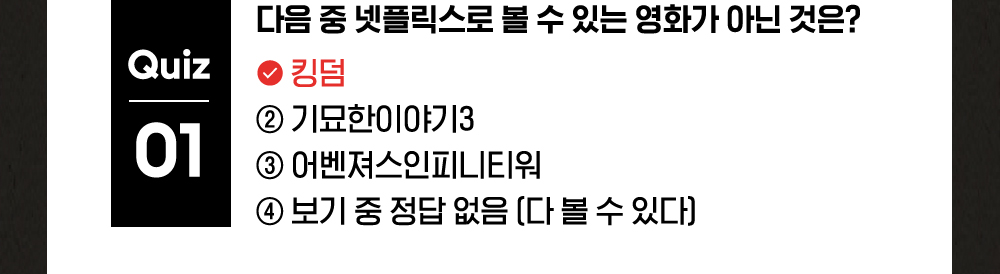 다음 중 넷플릭스로 볼 수 있는 영화가 아닌 것은?
Quiz
01
킹덤
② 기묘한이야기3
③ 어벤져스인피니티워
④ 보기 중 정답 없음 (다 볼 수 있다)